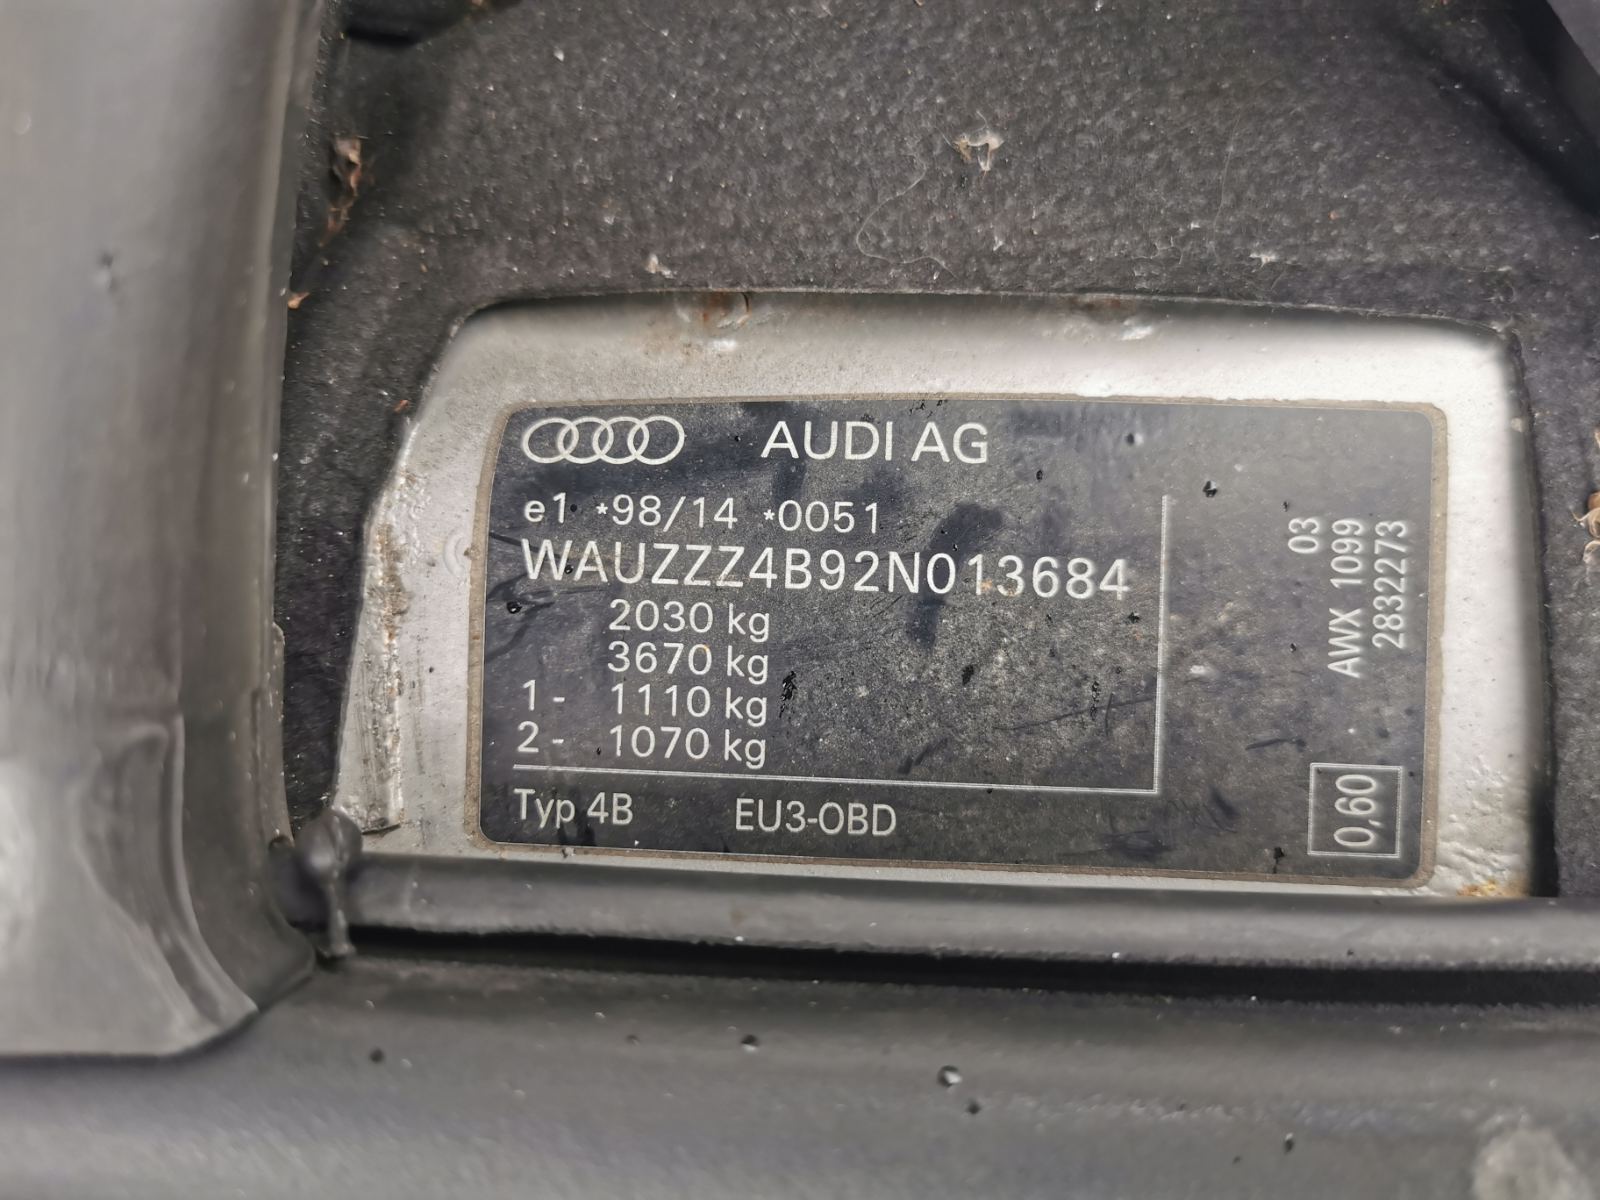 AUDI AG
e1 *98/14 *0051
WAUZZZ4B92N013684
2030 kg
3670 kg
1 - 1110 kg
2 - 1070 kg
Typ 4B EU3-OBD
03
AWX 1099
2832273
0,60